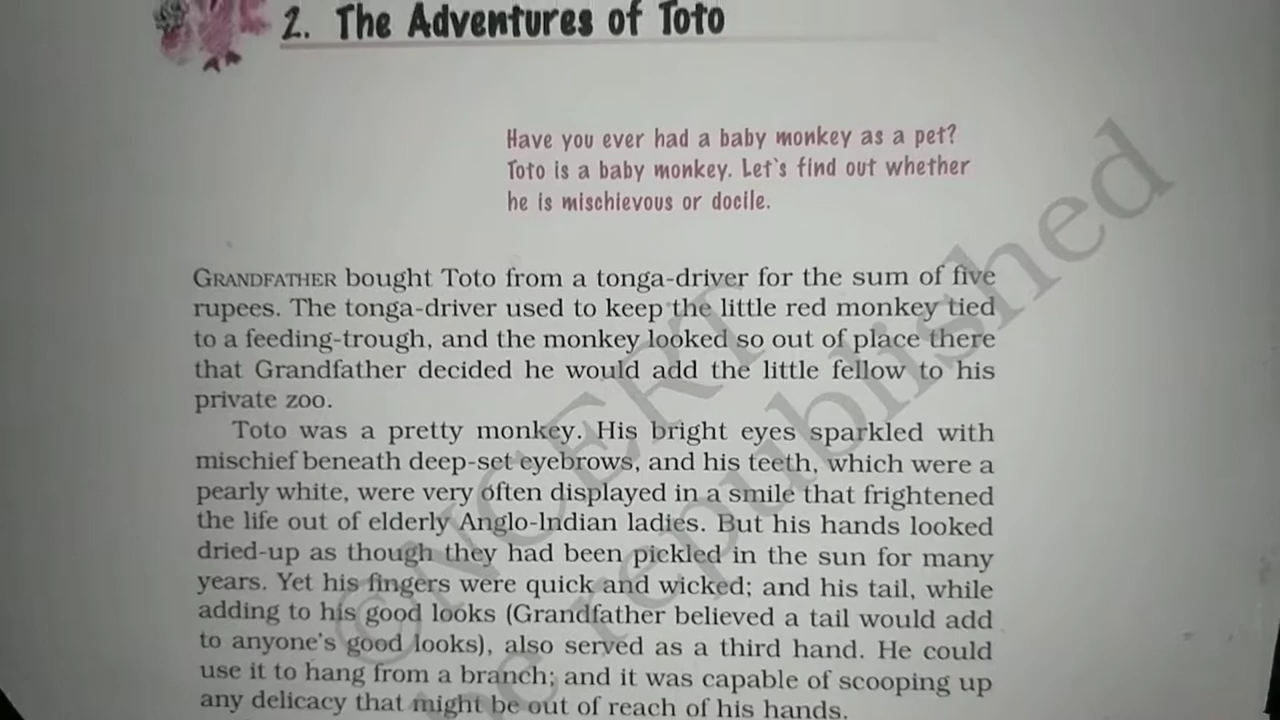 2. The Adventures of Toto
Have you ever had a baby monkey as a pet?
Toto is a baby monkey. Let's find out whether
he is mischievous or docile.
GRANDFATHER bought Toto from a tonga-driver for the sum of five
rupees. The tonga-driver used to keep the little red monkey tied
to a feeding-trough, and the monkey looked so out of place there
that Grandfather decided he would add the little fellow to his
private zoo.
Toto was a pretty monkey. His bright eyes sparkled with
mischief beneath deep-set eyebrows, and his teeth, which were a
pearly white, were very often displayed in a smile that frightened
the life out of elderly Anglo-Indian ladies. But his hands looked
dried-up as though they had been pickled in the sun for many
years. Yet his fingers were quick and wicked; and his tail, while
adding to his good looks (Grandfather believed a tail would add
to anyone's good looks), also served as a third hand. He could
use it to hang from a branch; and it was capable of scooping up
any delicacy that might be out of reach of his hands.
©NCERT
be republished